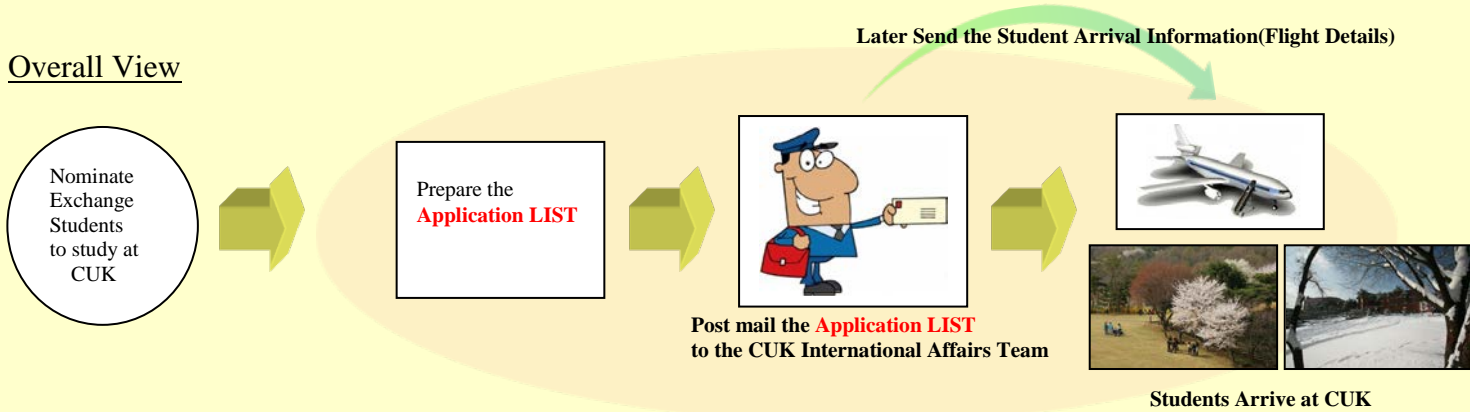 Later Send the Student Arrival Information(Flight Details)
Overall View
Nominate
Exchange
Students
to study at
CUK
Prepare the
Application LIST
Post mail the Application LIST
to the CUK International Affairs Team
Students Arrive at CUK